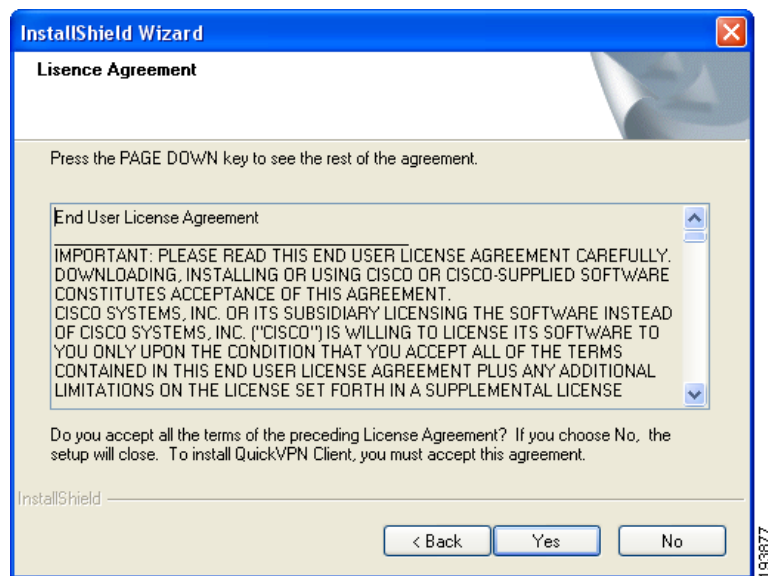 InstallShield Wizard
Lisence Agreement
Press the PAGE DOWN key to see the rest of the agreement.
End User License Agreement
IMPORTANT: PLEASE READ THIS END USER LICENSE AGREEMENT CAREFULLY.
DOWNLOADING, INSTALLING OR USING CISCO OR CISCO-SUPPLIED SOFTWARE
CONSTITUTES ACCEPTANCE OF THIS AGREEMENT.
CISCO SYSTEMS, INC. OR ITS SUBSIDIARY LICENSING THE SOFTWARE INSTEAD
OF CISCO SYSTEMS, INC. ("CISCO") IS WILLING TO LICENSE ITS SOFTWARE TO
YOU ONLY UPON THE CONDITION THAT YOU ACCEPT ALL OF THE TERMS
CONTAINED IN THIS END USER LICENSE AGREEMENT PLUS ANY ADDITIONAL
LIMITATIONS ON THE LICENSE SET FORTH IN A SUPPLEMENTAL LICENSE
Do you accept all the terms of the preceding License Agreement? If you choose No, the
setup will close. To install QuickVPN Client, you must accept this agreement.
InstallShield
< Back Yes No
193877